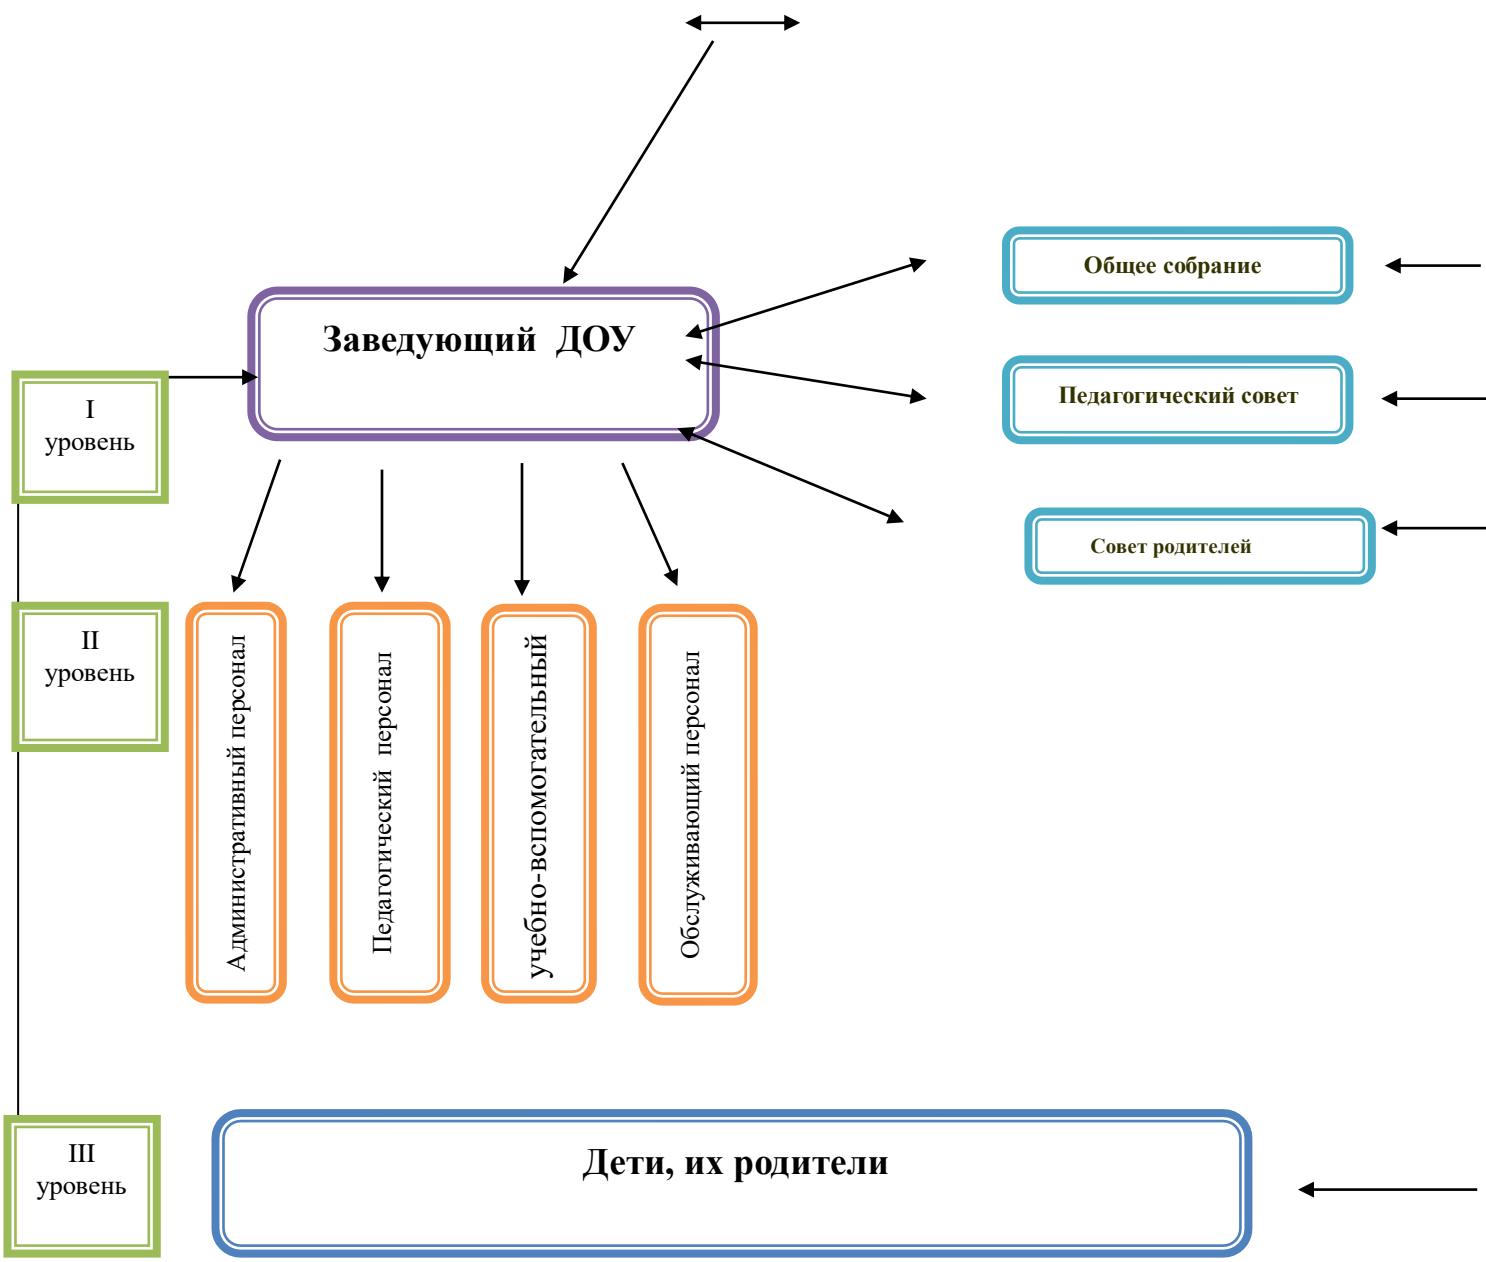 Общее собрание
Заведующий ДОУ
Педагогический совет
I
уровень
Совет родителей
II
уровень
Административный персонал
Педагогический персонал
учебно-вспомогательный
Обслуживающий персонал
III
уровень
Дети, их родители